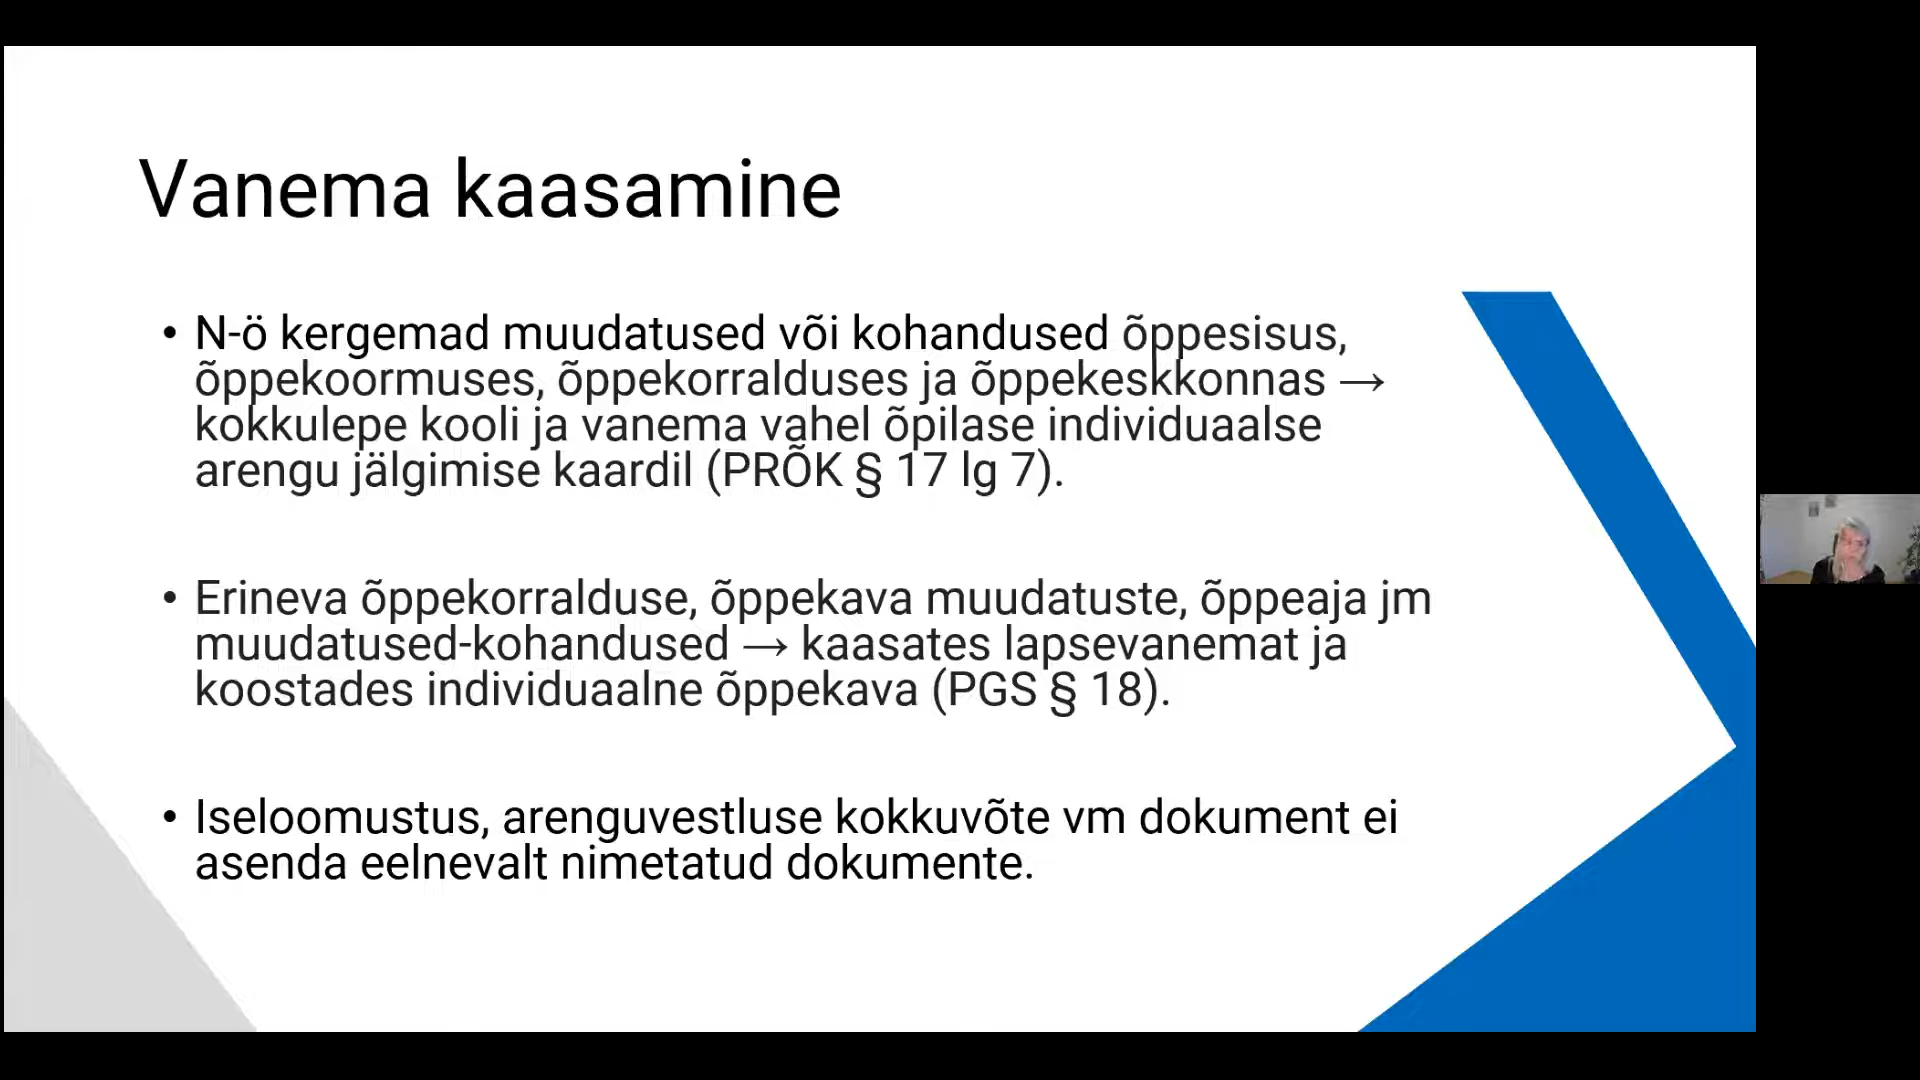 Vanema kaasamine
• N-ö kergemad muudatused või kohandused õppesisus,
õppekoormuses, õppekorralduses ja õppekeskkonnas →
kokkulepe kooli ja vanema vahel õpilase individuaalse
arengu jälgimise kaardil (PRÕK § 17 lg 7).
• Erineva õppekorralduse, õppekava muudatuste, õppeaja jm
muudatused-kohandused → kaasates lapsevanemat ja
koostades individuaalne õppekava (PGS § 18).
• Iseloomustus, arenguvestluse kokkuvõte vm dokument ei
asenda eelnevalt nimetatud dokumente.